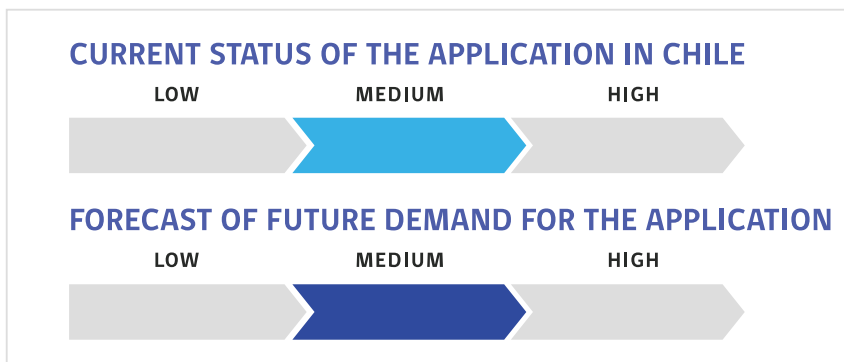 CURRENT STATUS OF THE APPLICATION IN CHILE
LOW MEDIUM HIGH
FORECAST OF FUTURE DEMAND FOR THE APPLICATION
LOW MEDIUM HIGH